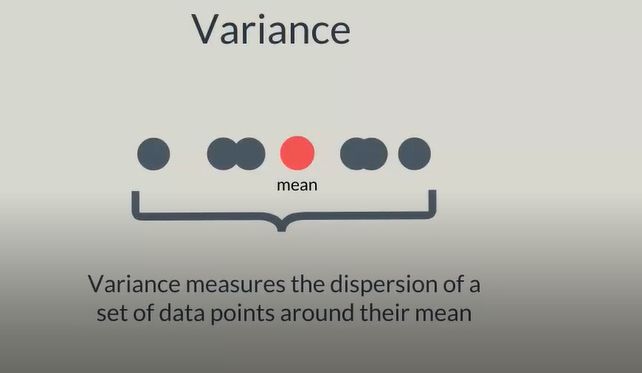 Variance
mean
Variance measures the dispersion of a
set of data points around their mean